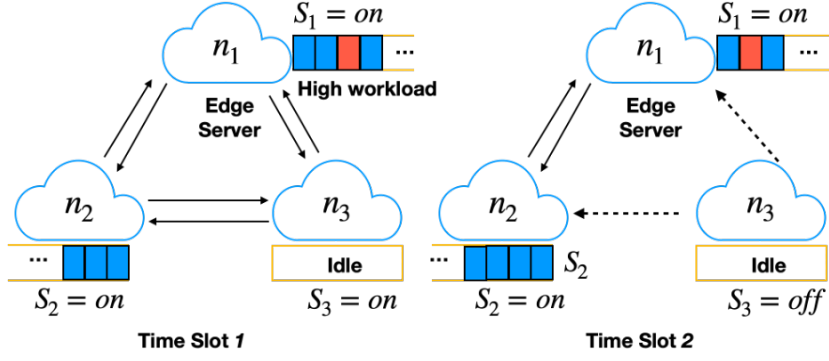 S₁ = on
n₁
...
High workload
Edge
Server
n₂
n₃
...
Idle
S₂ = on
S₃ = on
Time Slot 1
S₁ = on
n₁
...
Edge
Server
n₂
n₃
...
S₂
Idle
S₂ = on
S₃ = off
Time Slot 2